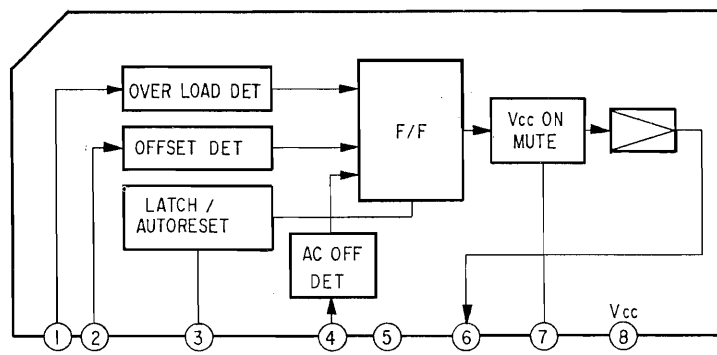 OVER LOAD DET
OFFSET DET
LATCH /
AUTORESET
AC OFF
DET
F/F
Vcc ON
MUTE
Vcc
1 2 3 4 5 6 7 8